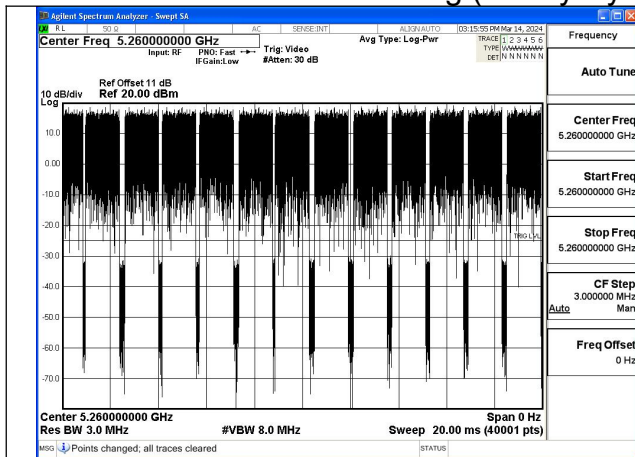 Agilent Spectrum Analyzer - Swept SA
RL 50 Ω AC SENSE:INT ALIGN AUTO 03:15:55 PM Mar 14, 2024
Center Freq 5.260000000 GHz
Input: RF PNO: Fast Trig: Video Avg Type: Log-Pwr TRACE 1 2 3 4 5 6
IFGain:Low #Atten: 30 dB TYPE
DET N N N N N N
Frequency
Auto Tune
Ref Offset 11 dB
10 dB/div Ref 20.00 dBm
Log
10.0
0.00
-10.0
-20.0
-30.0
-40.0
-50.0
-60.0
-70.0
TRIG LVL
Center Freq
5.260000000 GHz
Start Freq
5.260000000 GHz
Stop Freq
5.260000000 GHz
CF Step
3.000000 MHz
Auto Man
Freq Offset
0 Hz
Center 5.260000000 GHz Span 0 Hz
Res BW 3.0 MHz #VBW 8.0 MHz Sweep 20.00 ms (40001 pts)
MSG Points changed; all traces cleared STATUS